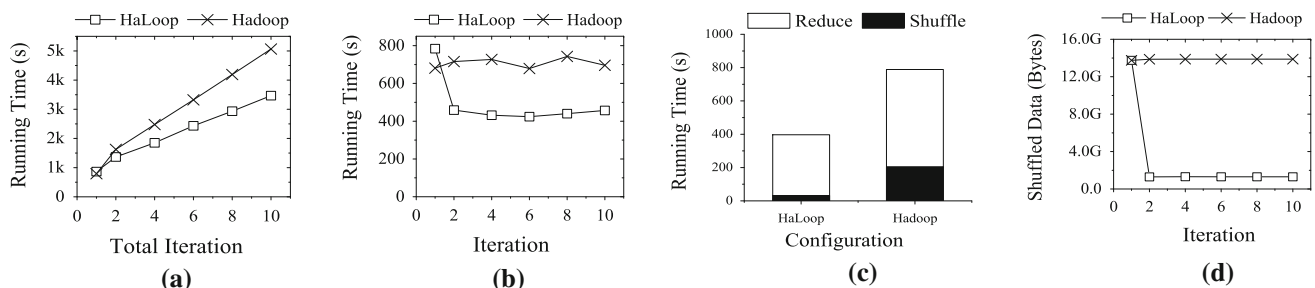 HaLoop Hadoop
Running Time (s)
5k
4k
3k
2k
1k
0
0 2 4 6 8 10
Total Iteration
(a)
HaLoop Hadoop
Running Time (s)
800
600
400
200
0
0 2 4 6 8 10
Iteration
(b)
Reduce Shuffle
Running Time (s)
1000
800
600
400
200
0
HaLoop Hadoop
Configuration
(c)
HaLoop Hadoop
Shuffled Data (Bytes)
16.0G
12.0G
8.0G
4.0G
0.0
0 2 4 6 8 10
Iteration
(d)